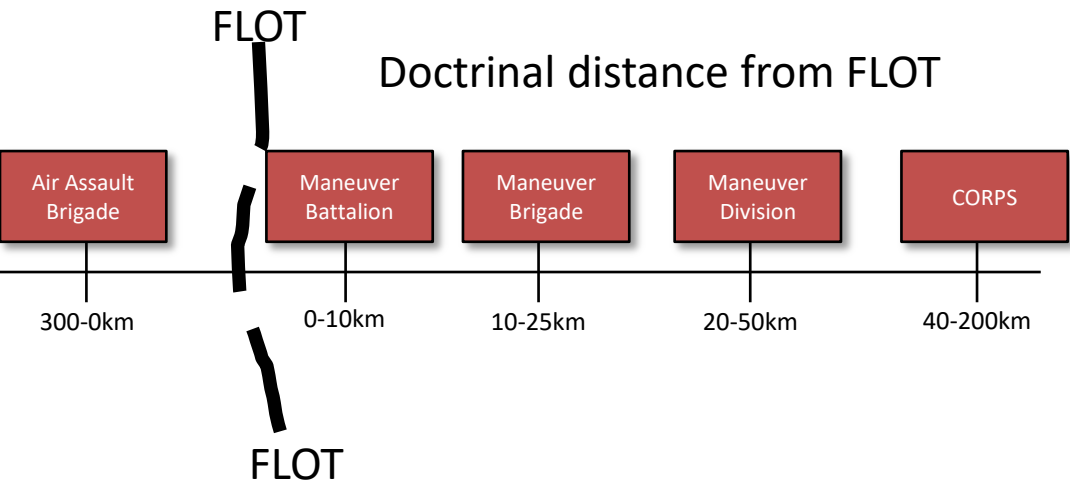 FLOT
Doctrinal distance from FLOT
Air Assault
Brigade
Maneuver
Battalion
Maneuver
Brigade
Maneuver
Division
CORPS
300-0km
0-10km
10-25km
20-50km
40-200km
FLOT